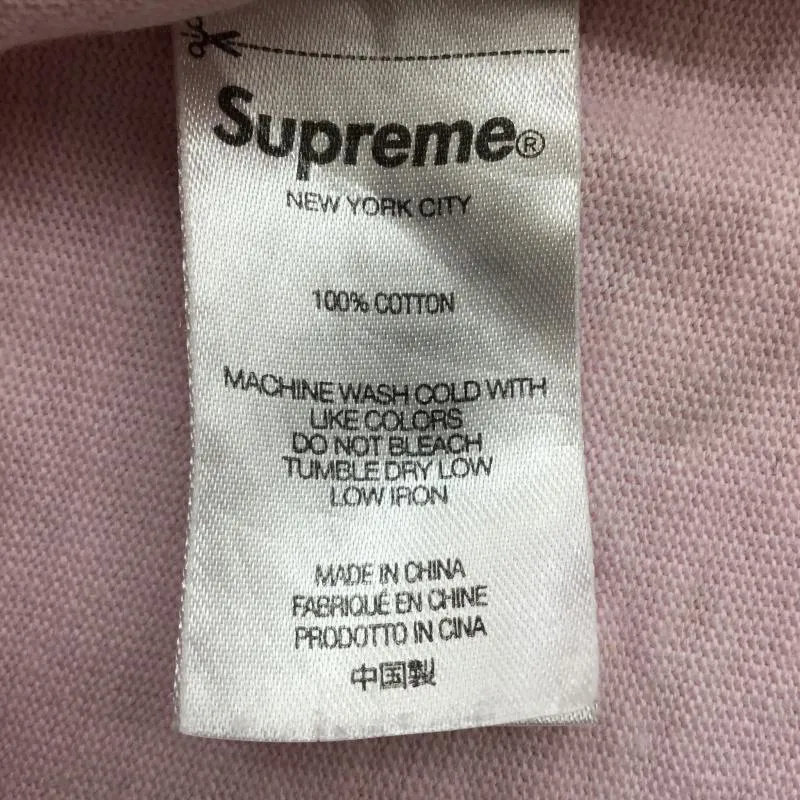 Supreme®
NEW YORK CITY
100% COTTON
MACHINE WASH COLD WITH
LIKE COLORS
DO NOT BLEACH
TUMBLE DRY LOW
LOW IRON
MADE IN CHINA
FABRIQUÉ EN CHINE
PRODOTTO IN CINA
中国製